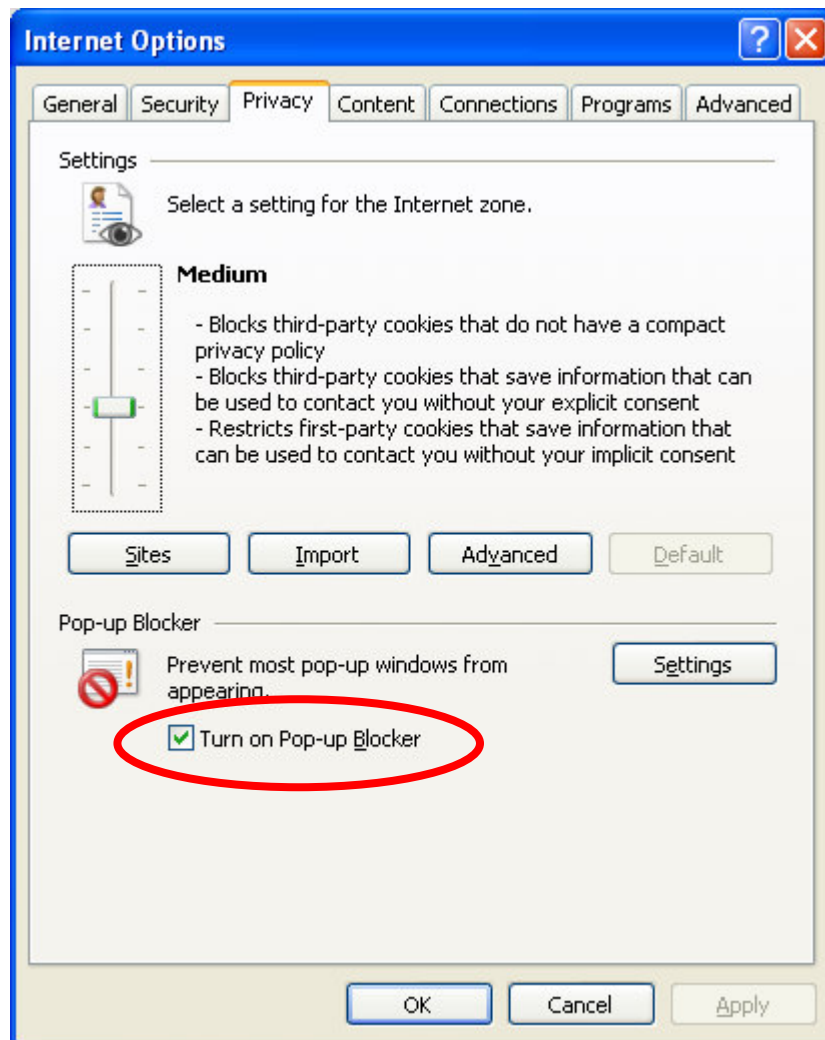 Internet Options
General Security Privacy Content Connections Programs Advanced
Settings
Select a setting for the Internet zone.
Medium
- Blocks third-party cookies that do not have a compact
privacy policy
- Blocks third-party cookies that save information that can
be used to contact you without your explicit consent
- Restricts first-party cookies that save information that
can be used to contact you without your implicit consent
Sites Import Advanced Default
Pop-up Blocker
Prevent most pop-up windows from
appearing.
Settings
Turn on Pop-up Blocker
OK Cancel Apply